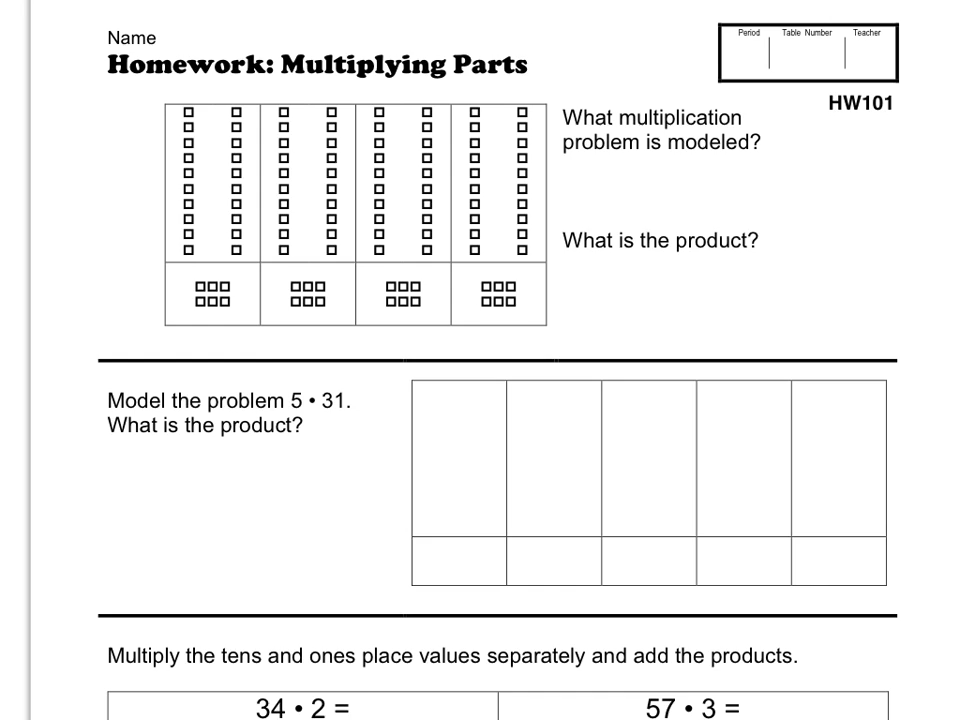 Name
Homework: Multiplying Parts
Period Table Number Teacher
HW101
What multiplication
problem is modeled?
What is the product?
Model the problem 5 • 31.
What is the product?
Multiply the tens and ones place values separately and add the products.
34 • 2 =
57 • 3 =